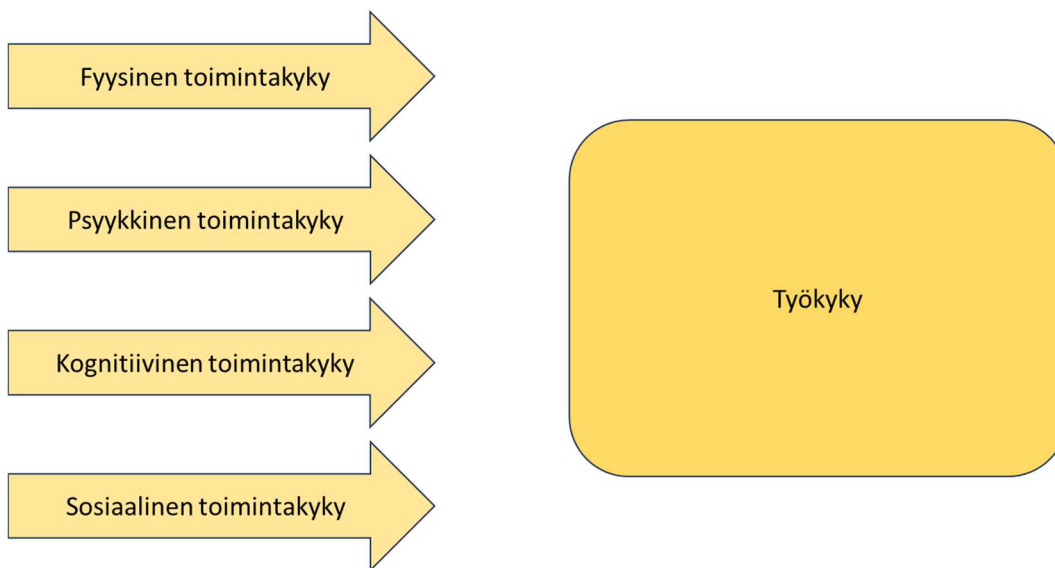 Fyysinen toimintakyky
Psyykkinen toimintakyky
Kognitiivinen toimintakyky
Sosiaalinen toimintakyky
Työkyky